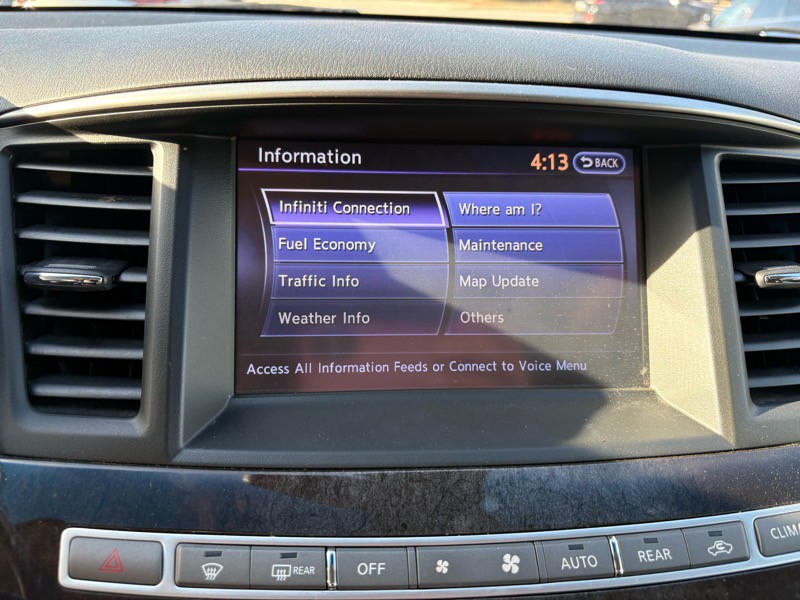 Information 4:13 BACK
Infiniti Connection Where am I?
Fuel Economy Maintenance
Traffic Info Map Update
Weather Info Others
Access All Information Feeds or Connect to Voice Menu
REAR OFF AUTO REAR CLIM